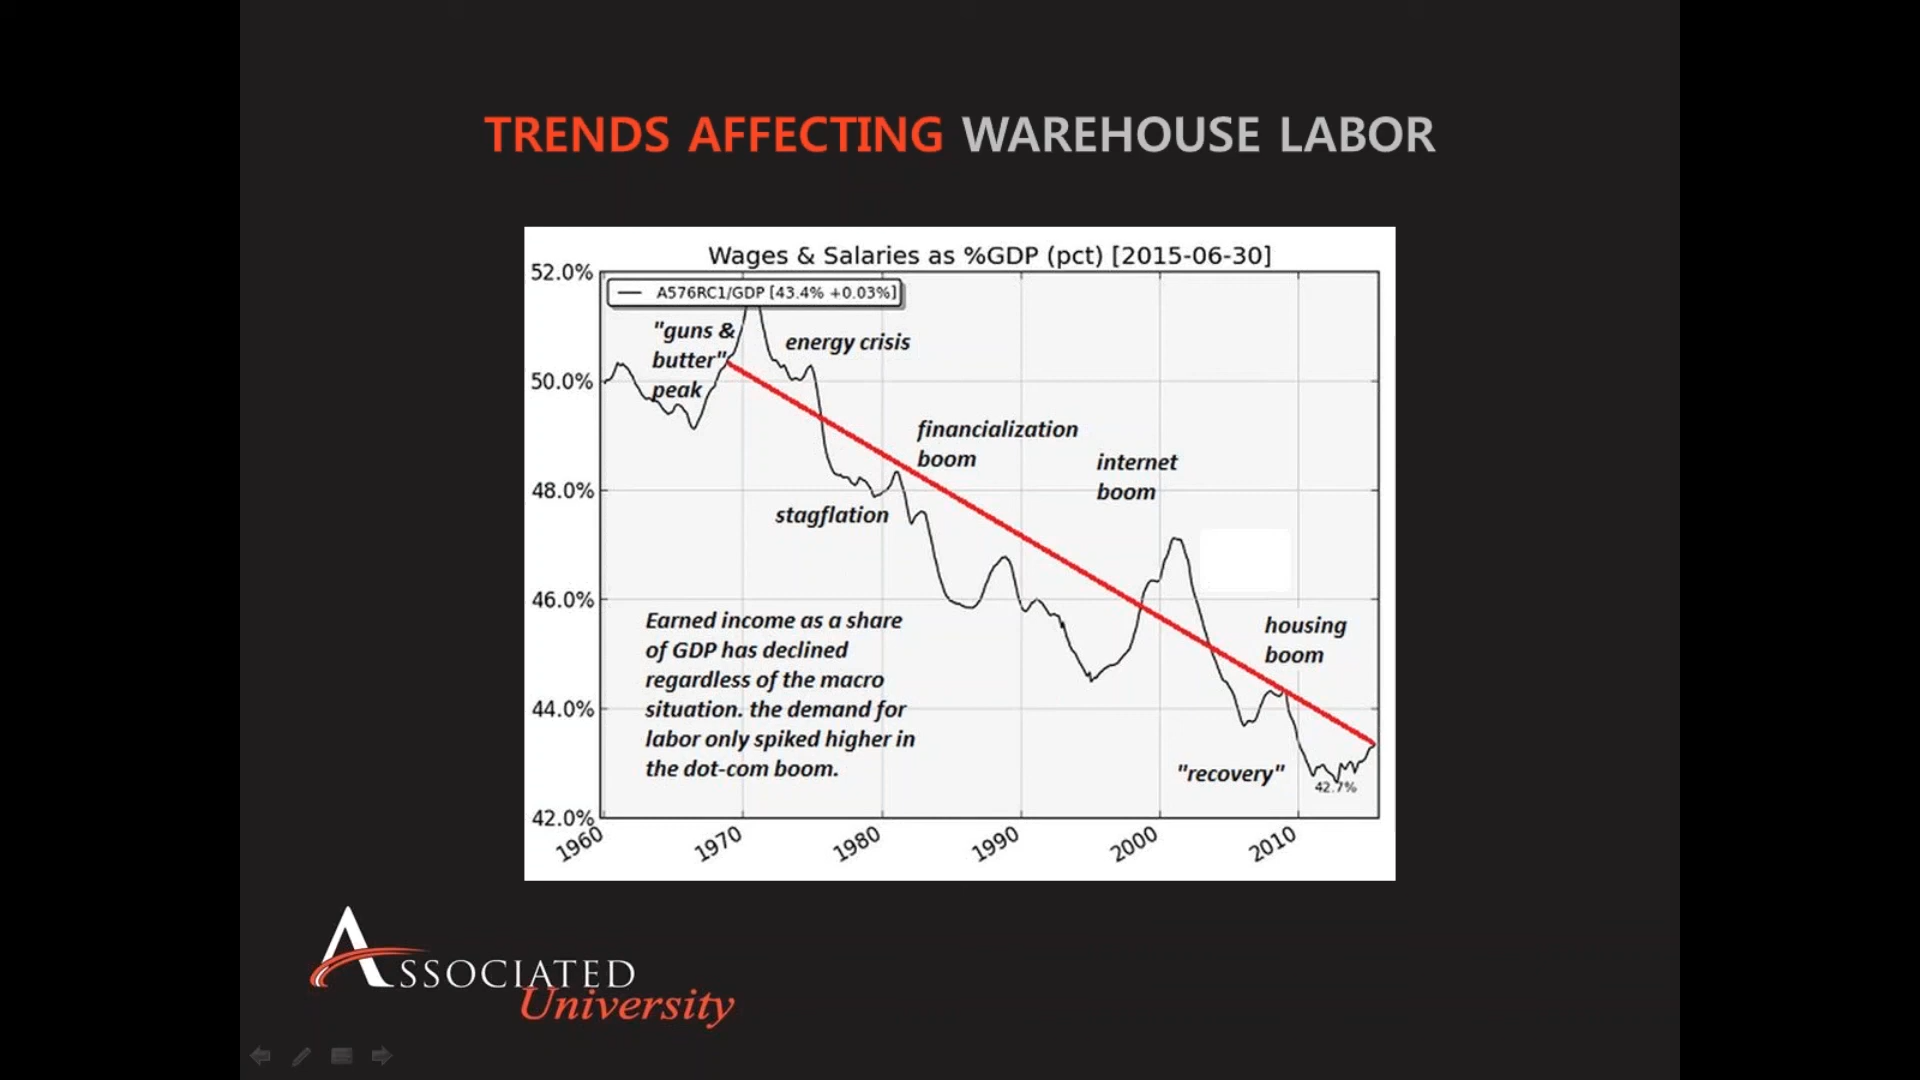 TRENDS AFFECTING WAREHOUSE LABOR
Wages & Salaries as %GDP (pct) [2015-06-30]
52.0%
A576RC1/GDP [43.4% +0.03%]
"guns &
butter"
peak
energy crisis
50.0%
financialization
boom
internet
boom
48.0%
stagflation
46.0%
Earned income as a share
of GDP has declined
regardless of the macro
situation. the demand for
labor only spiked higher in
the dot-com boom.
housing
boom
44.0%
"recovery"
42.7%
42.0%
1960
1970
1980
1990
2000
2010
ASSOCIATED
University